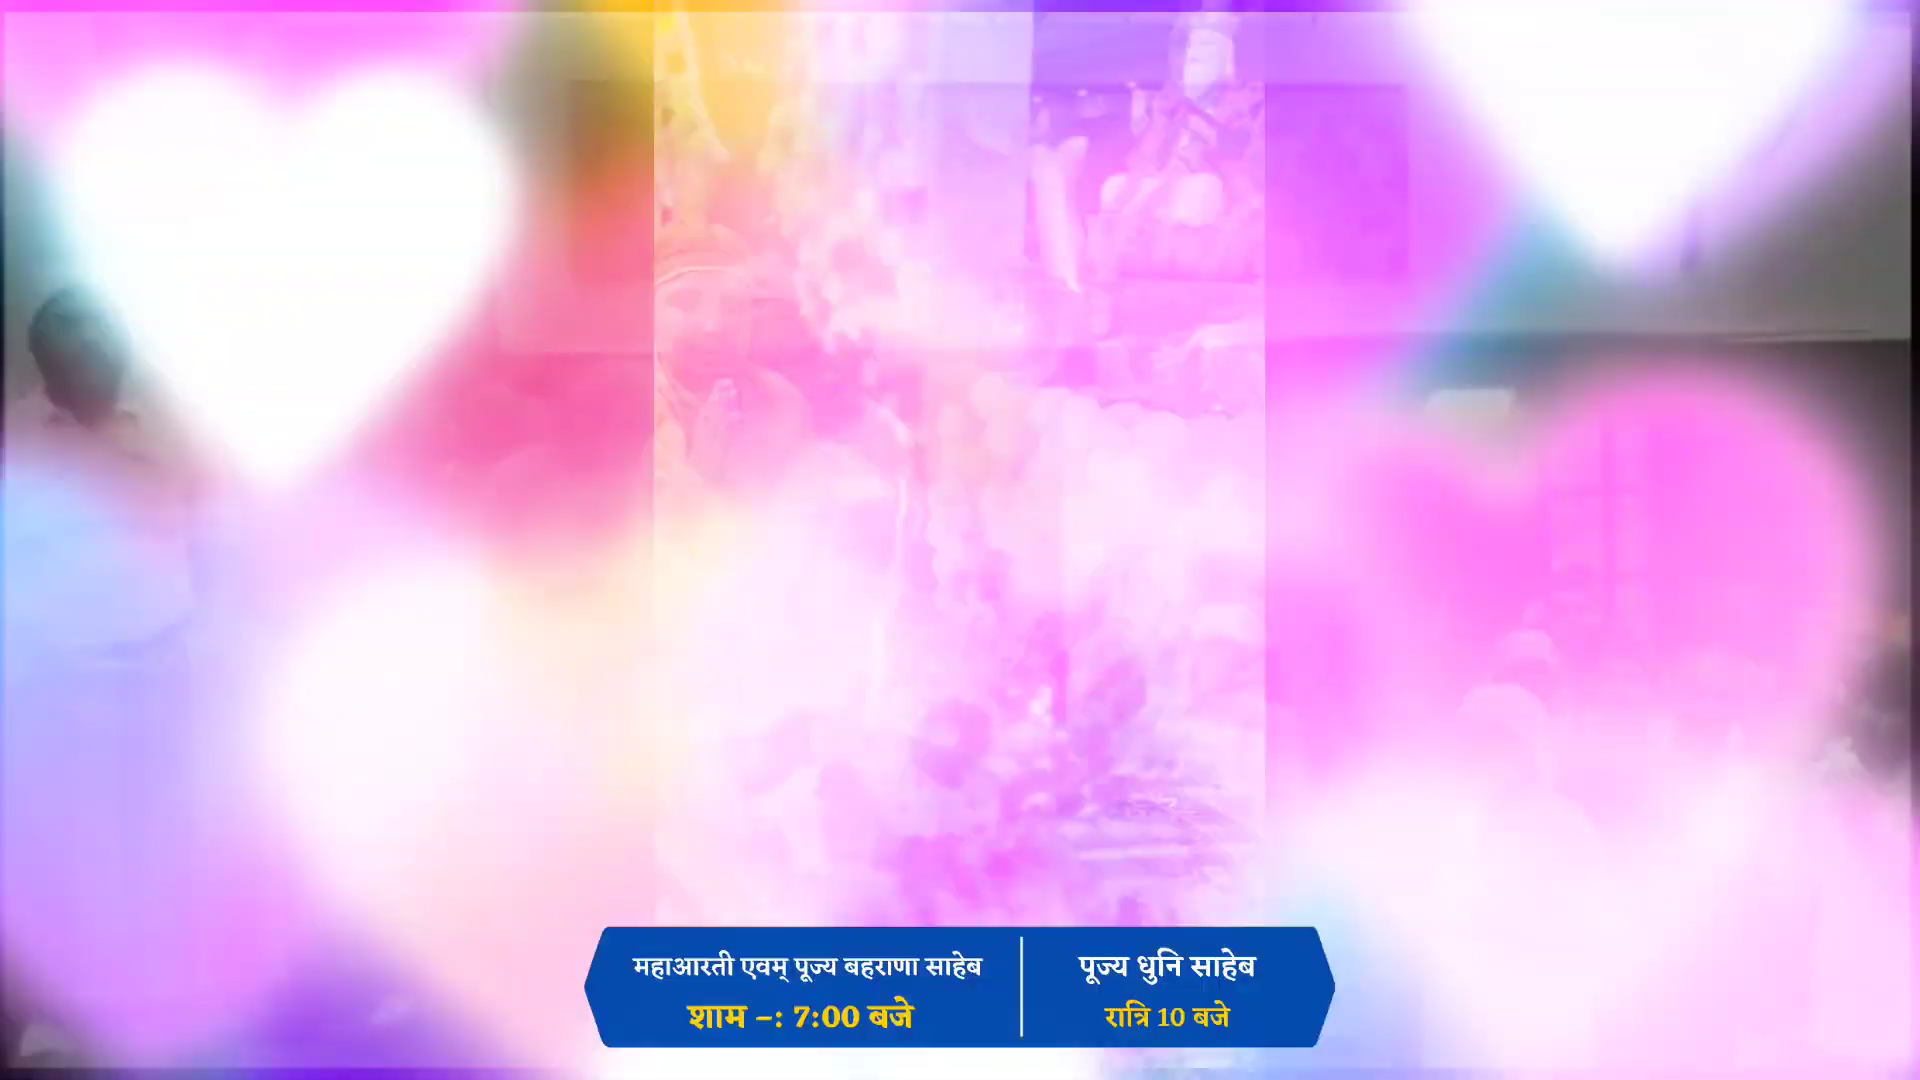 महाआरती एवम् पूज्य बहराणा साहेब
शाम –: 7:00 बजे
पूज्य धुनि साहेब
रात्रि 10 बजे